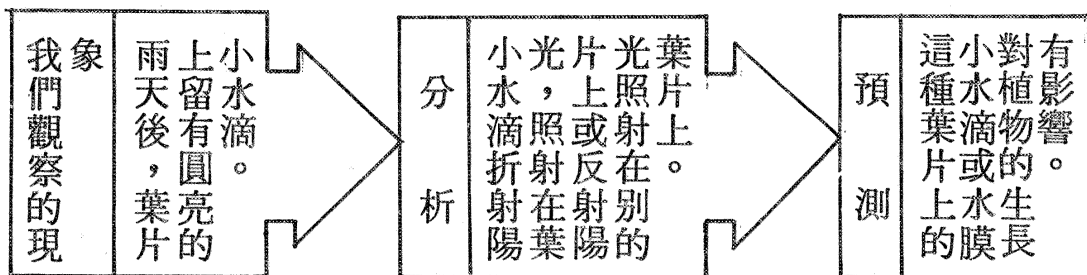 我們觀察的現
象
雨天後，葉片
上留有圓亮的
小水滴。
分析
小水滴折射陽
光，照射在葉
片上或反射陽
光照射在别的
葉片上。
預測
這種葉片上的
小水滴或水膜
對植物的生長
有影響。